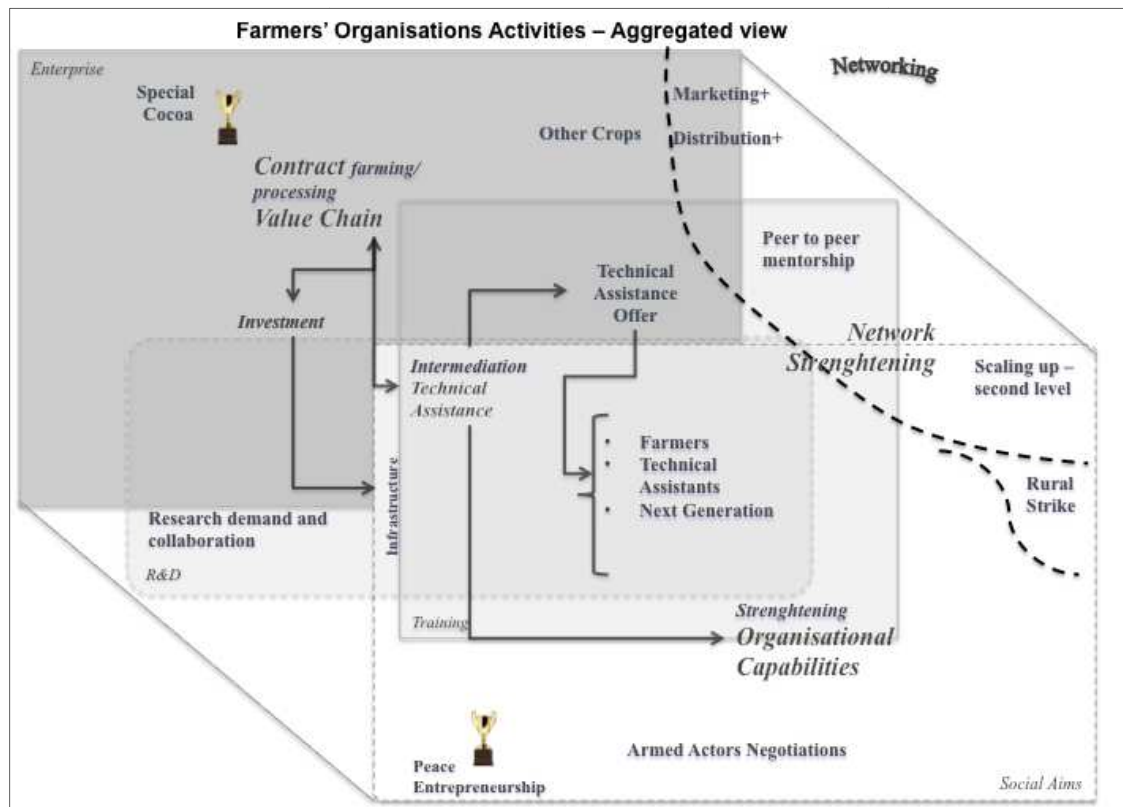 Farmers' Organisations Activities – Aggregated view
Enterprise
Networking
Special
Cocoa
Marketing+
Other Crops
Distribution+
Contract farming/
processing
Value Chain
Peer to peer
mentorship
Technical
Assistance
Offer
Investment
Network
Strenghtening
Intermediation
Technical
Assistance
Scaling up –
second level
• Farmers
• Technical
Assistants
• Next Generation
Infrastructure
Rural
Strike
Research demand and
collaboration
R&D
Training
Strenghtening
Organisational
Capabilities
Armed Actors Negotiations
Peace
Entrepreneurship
Social Aims